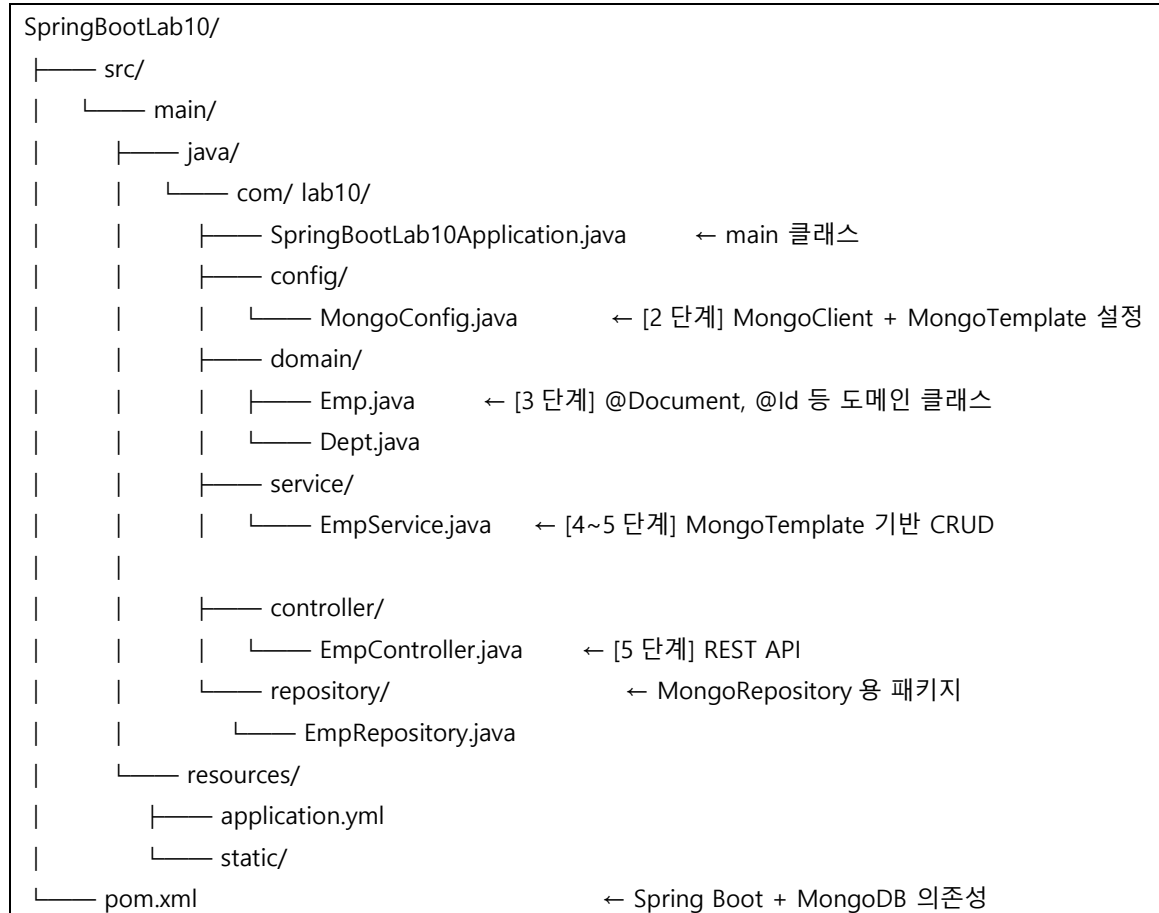 SpringBootLab10/
├── src/
│ └── main/
│ ├── java/
│ │ └── com/ lab10/
│ │ ├── SpringBootLab10Application.java ← main 클래스
│ │ ├── config/
│ │ │ └── MongoConfig.java ← [2 단계] MongoClient + MongoTemplate 설정
│ │ ├── domain/
│ │ │ ├── Emp.java ← [3 단계] @Document, @Id 등 도메인 클래스
│ │ │ └── Dept.java
│ │ ├── service/
│ │ │ └── EmpService.java ← [4~5 단계] MongoTemplate 기반 CRUD
│ │
│ │ ├── controller/
│ │ │ └── EmpController.java ← [5 단계] REST API
│ │ └── repository/ ← MongoRepository 용 패키지
│ │ └── EmpRepository.java
│ └── resources/
│ ├── application.yml
│ └── static/
└── pom.xml ← Spring Boot + MongoDB 의존성